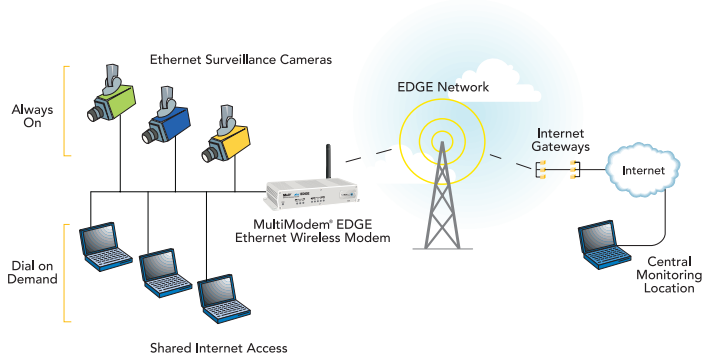 Ethernet Surveillance Cameras
Always
On
EDGE Network
Internet
Gateways
Internet
EDGE
MultiModem® EDGE
Ethernet Wireless Modem
Dial on
Demand
Central
Monitoring
Location
Shared Internet Access